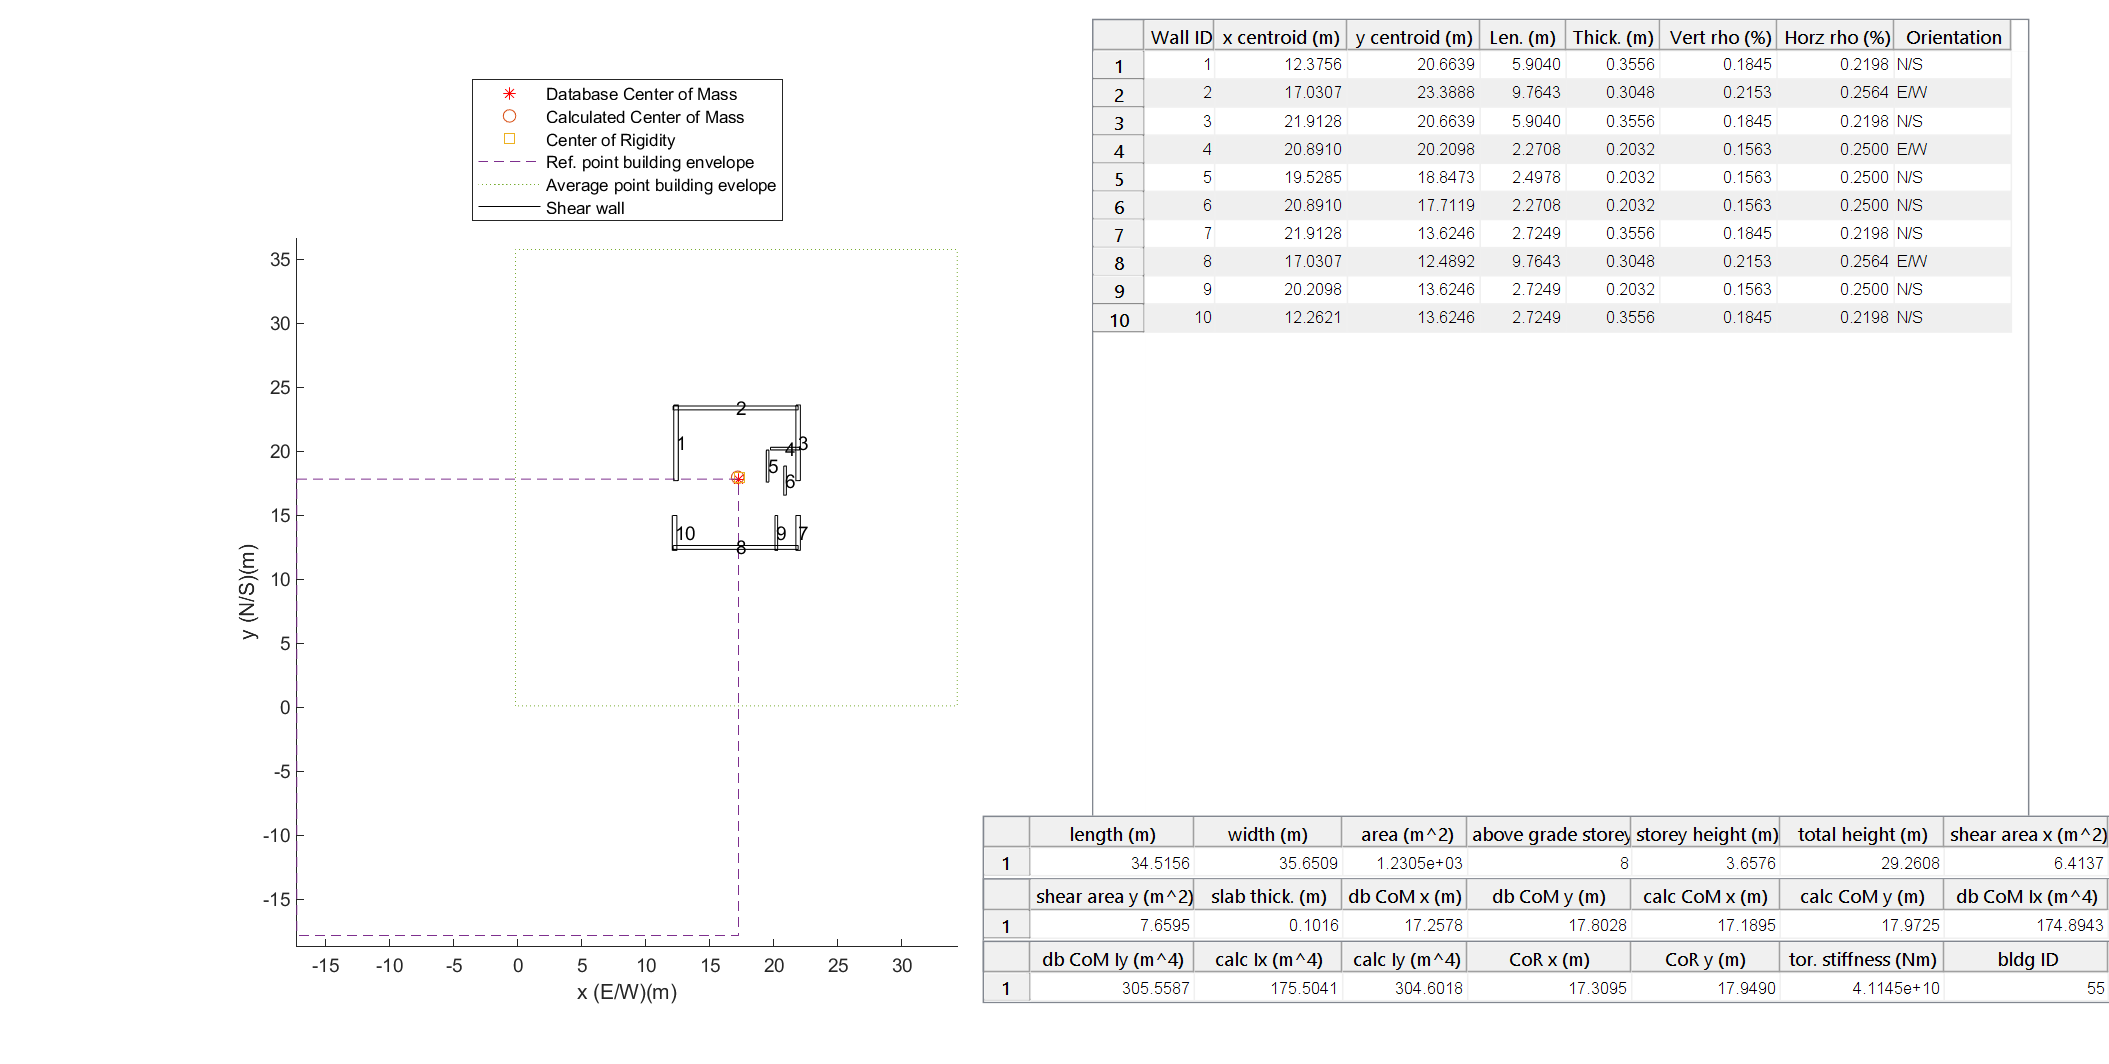 Database Center of Mass
Calculated Center of Mass
Center of Rigidity
Ref. point building envelope
Average point building evelope
Shear wall
35
30
25
20
15
10
5
0
-5
-10
-15
y (N/S)(m)
-15 -10 -5 0 5 10 15 20 25 30
x (E/W)(m)
2
1
3
4
5
6
10
9
7
8
Wall ID x centroid (m) y centroid (m) Len. (m) Thick. (m) Vert rho (%) Horz rho (%) Orientation
1 1 12.3756 20.6639 5.9040 0.3556 0.1845 0.2198 N/S
2 2 17.0307 23.3888 9.7643 0.3048 0.2153 0.2564 E/W
3 3 21.9128 20.6639 5.9040 0.3556 0.1845 0.2198 N/S
4 4 20.8910 20.2098 2.2708 0.2032 0.1563 0.2500 E/W
5 5 19.5285 18.8473 2.4978 0.2032 0.1563 0.2500 N/S
6 6 20.8910 17.7119 2.2708 0.2032 0.1563 0.2500 N/S
7 7 21.9128 13.6246 2.7249 0.3556 0.1845 0.2198 N/S
8 8 17.0307 12.4892 9.7643 0.3048 0.2153 0.2564 E/W
9 9 20.2098 13.6246 2.7249 0.2032 0.1563 0.2500 N/S
10 10 12.2621 13.6246 2.7249 0.3556 0.1845 0.2198 N/S
length (m) width (m) area (m^2) above grade storey storey height (m) total height (m) shear area x (m^2)
1 34.5156 35.6509 1.2305e+03 8 3.6576 29.2608 6.4137
shear area y (m^2) slab thick. (m) db CoM x (m) db CoM y (m) calc CoM x (m) calc CoM y (m) db CoM Ix (m^4)
1 7.6595 0.1016 17.2578 17.8028 17.1895 17.9725 174.8943
db CoM Iy (m^4) calc Ix (m^4) calc Iy (m^4) CoR x (m) CoR y (m) tor. stiffness (Nm) bldg ID
1 305.5587 175.5041 304.6018 17.3095 17.9490 4.1145e+10 55